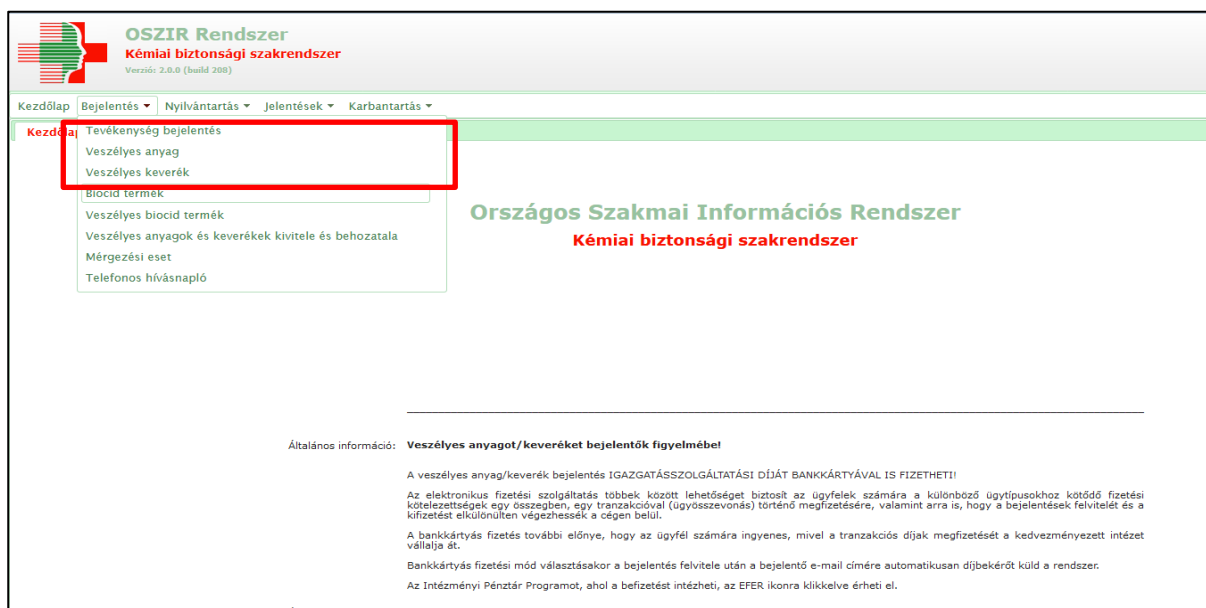 OSZIR Rendszer
Kémiai biztonsági szakrendszer
Verzió: 2.0.0 (build 208)
Kezdőlap Bejelentés Nyilvántartás Jelentések Karbantartás
Kezdőlap
Tevékenység bejelentés
Veszélyes anyag
Veszélyes keverék
Biocid termék
Veszélyes biocid termék
Veszélyes anyagok és keverékek kivitele és behozatala
Mérgezési eset
Telefonos hívásnapló
Országos Szakmai Információs Rendszer
Kémiai biztonsági szakrendszer
Általános információ: Veszélyes anyagot/keveréket bejelentők figyelmébe!
A veszélyes anyag/keverék bejelentés IGAZGATÁSSZOLGÁLTATÁSI DÍJÁT BANKKÁRTYÁVAL IS FIZETHETI!
Az elektronikus fizetési szolgáltatás többek között lehetőséget biztosít az ügyfelek számára a különböző ügytípusokhoz kötődő fizetési
kötelezettségek egy összegben, egy tranzakcióval (ügyösszevonás) történő megfizetésére, valamint arra is, hogy a bejelentések felvitelét és a
kifizetést elkülönülten végezhessék a cégen belül.
A bankkártyás fizetés további előnye, hogy az ügyfél számára ingyenes, mivel a tranzakciós díjak megfizetését a kedvezményezett intézet
vállalja át.
Bankkártyás fizetési mód választásakor a bejelentés felvitele után a bejelentő e-mail címére automatikusan díjbekérőt küld a rendszer.
Az Intézményi Pénztár Programot, ahol a befizetést intézheti, az EFER ikonra klikkelve érheti el.